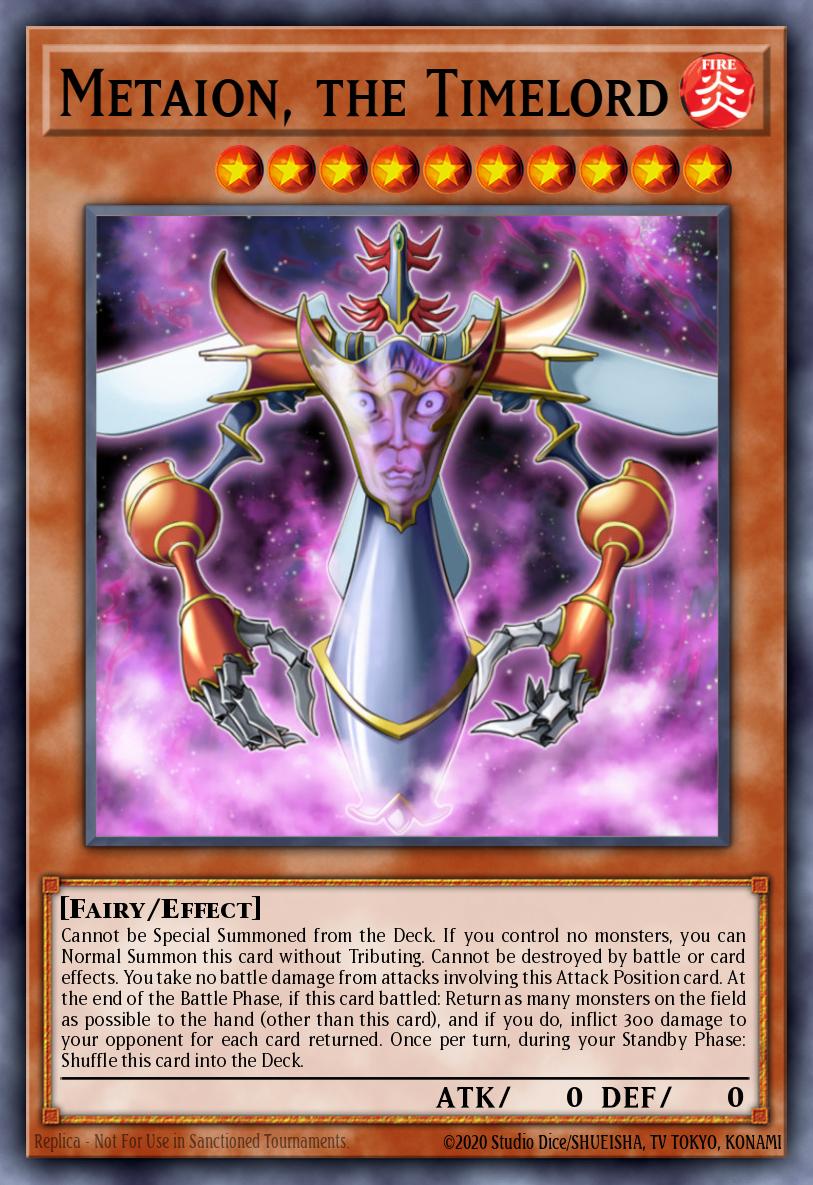 METAION, THE TIMELORD
FIRE
炎
[FAIRY/EFFECT]
Cannot be Special Summoned from the Deck. If you control no monsters, you can
Normal Summon this card without Tributing. Cannot be destroyed by battle or card
effects. You take no battle damage from attacks involving this Attack Position card. At
the end of the Battle Phase, if this card battled: Return as many monsters on the field
as possible to the hand (other than this card), and if you do, inflict 300 damage to
your opponent for each card returned. Once per turn, during your Standby Phase:
Shuffle this card into the Deck.
ATK/ 0 DEF/ 0
Replica - Not For Use in Sanctioned Tournaments. ©2020 Studio Dice/SHUEISHA, TV TOKYO, KONAMI